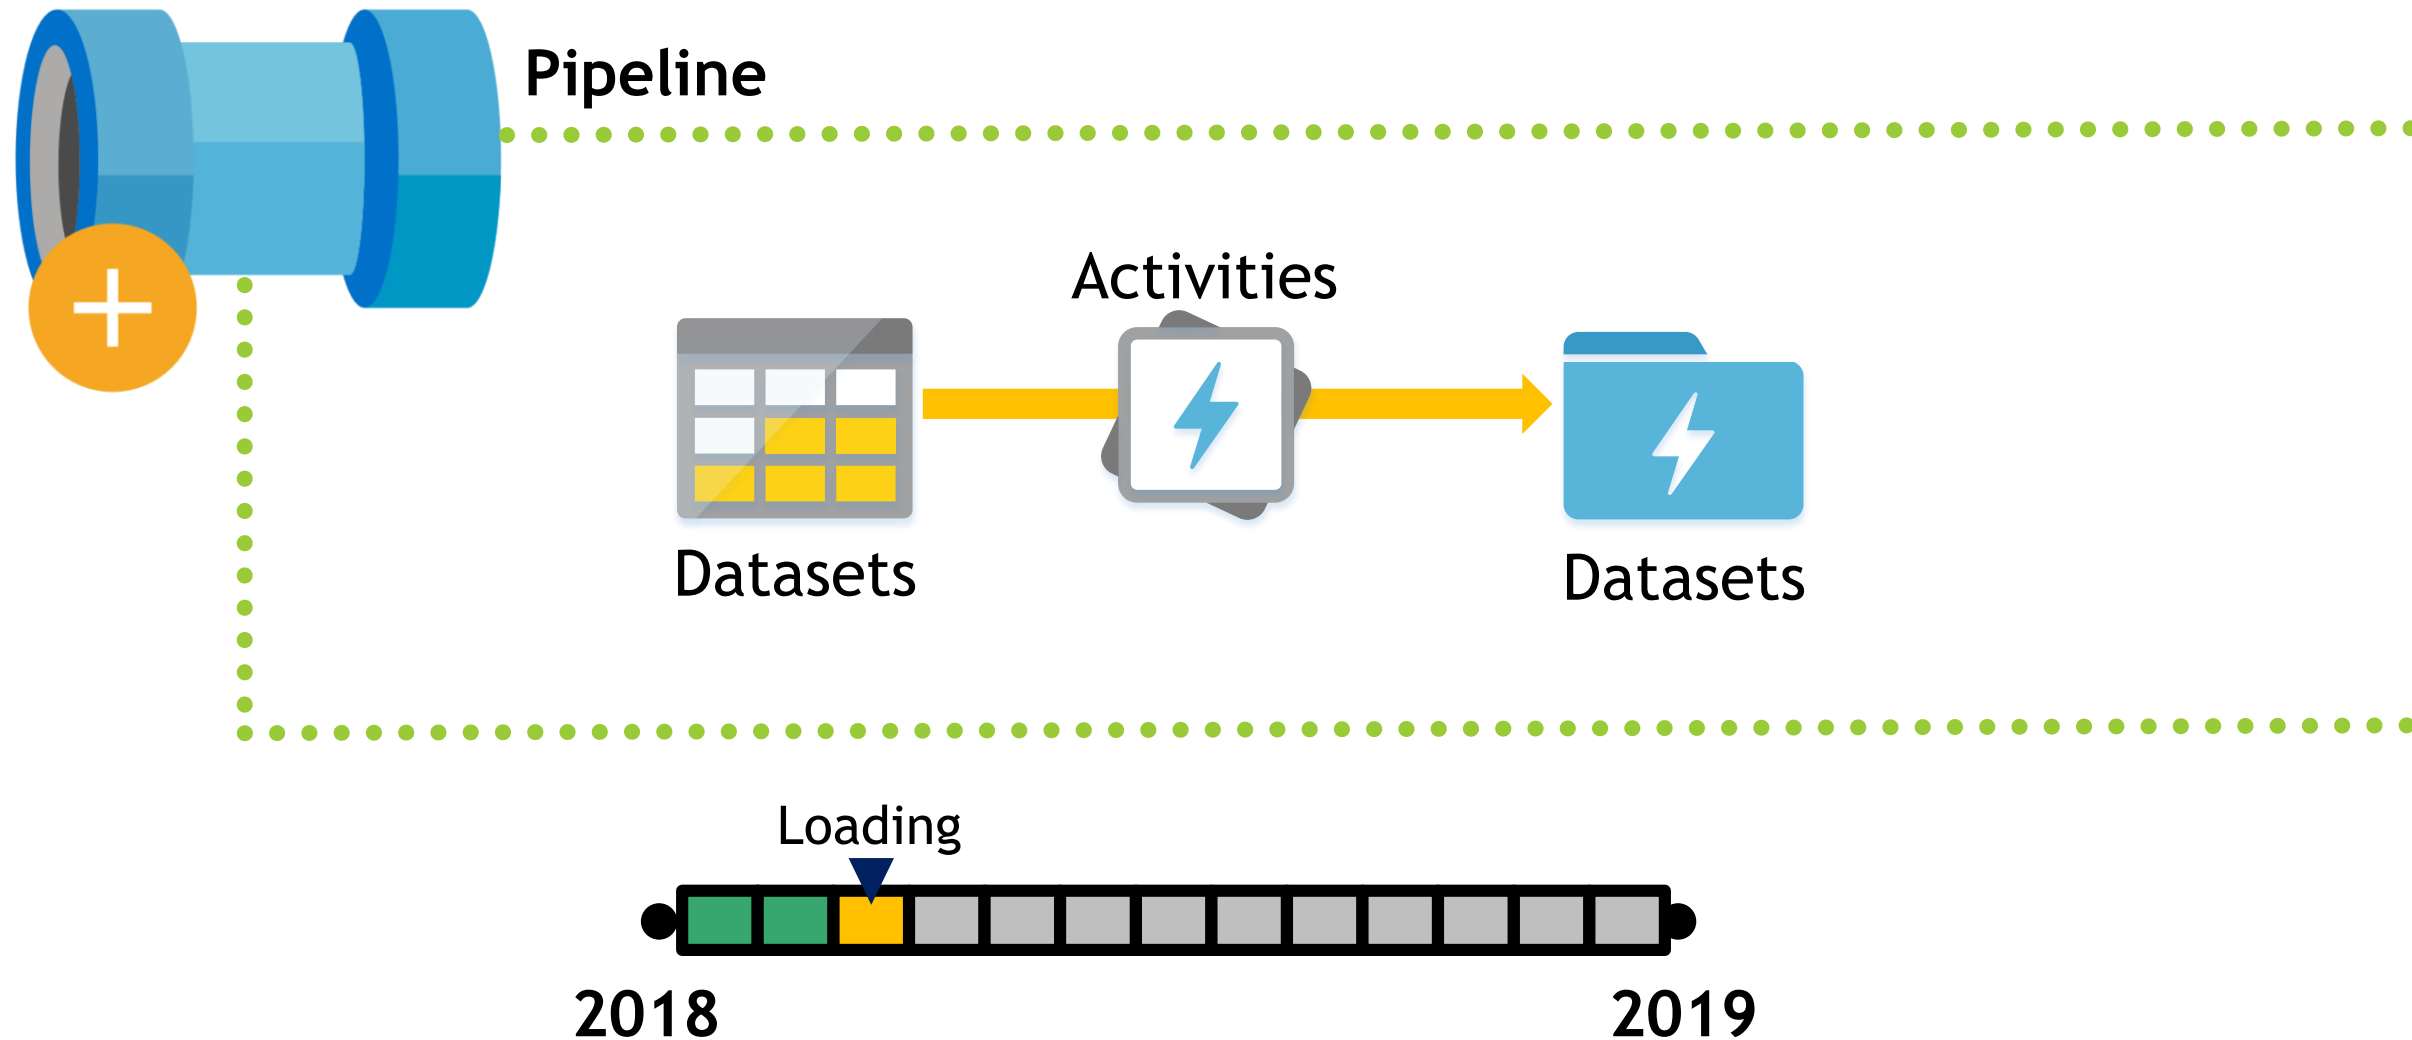 Pipeline
Activities
Datasets
Datasets
Loading
2018
2019